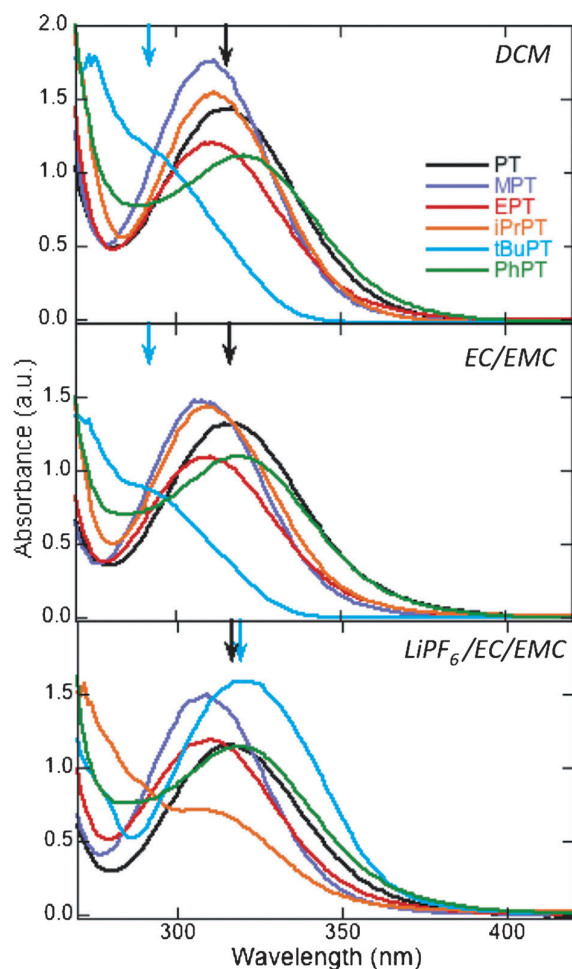 2.0
DCM
1.5
1.0
0.5
0.0
PT
MPT
EPT
iPrPT
tBuPT
PhPT
EC/EMC
1.5
1.0
0.5
0.0
Absorbance (a.u.)
LiPF6/EC/EMC
1.5
1.0
0.5
0.0
300 350 400
Wavelength (nm)